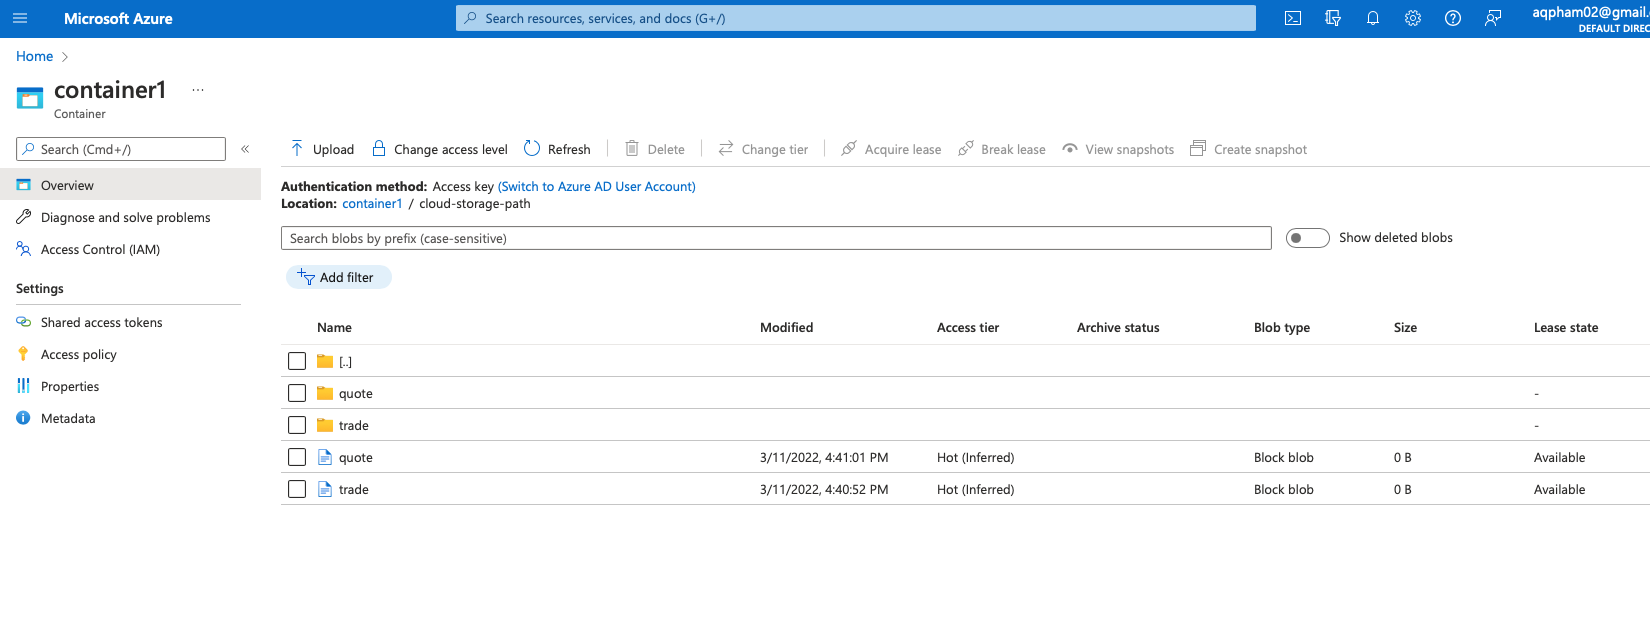 Microsoft Azure
Search resources, services, and docs (G+/)
aqpham02@gmail.
DEFAULT DIREC
Home
container1 ...
Container
Search (Cmd+/)
«
Overview
Diagnose and solve problems
Access Control (IAM)
Settings
Shared access tokens
Access policy
Properties
Metadata
Upload Change access level Refresh Delete Change tier Acquire lease Break lease View snapshots Create snapshot
Authentication method: Access key (Switch to Azure AD User Account)
Location: container1 / cloud-storage-path
Search blobs by prefix (case-sensitive)
Show deleted blobs
Add filter
Name Modified Access tier Archive status Blob type Size Lease state
[..]
quote -
trade -
quote 3/11/2022, 4:41:01 PM Hot (Inferred) Block blob 0 B Available
trade 3/11/2022, 4:40:52 PM Hot (Inferred) Block blob 0 B Available